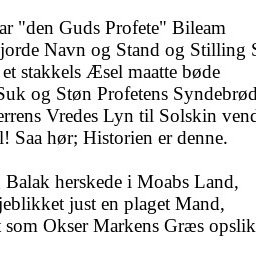 ar "den Guds Profete" Bileam
jorde Navn og Stand og Stilling S
et stakkels Æsel maatte bøde
Suk og Støn Profetens Syndebrød
errens Vredes Lyn til Solskin vend
l! Saa hør; Historien er denne.
Balak herskede i Moabs Land,
jeblikket just en plaget Mand,
som Okser Markens Græs opslik